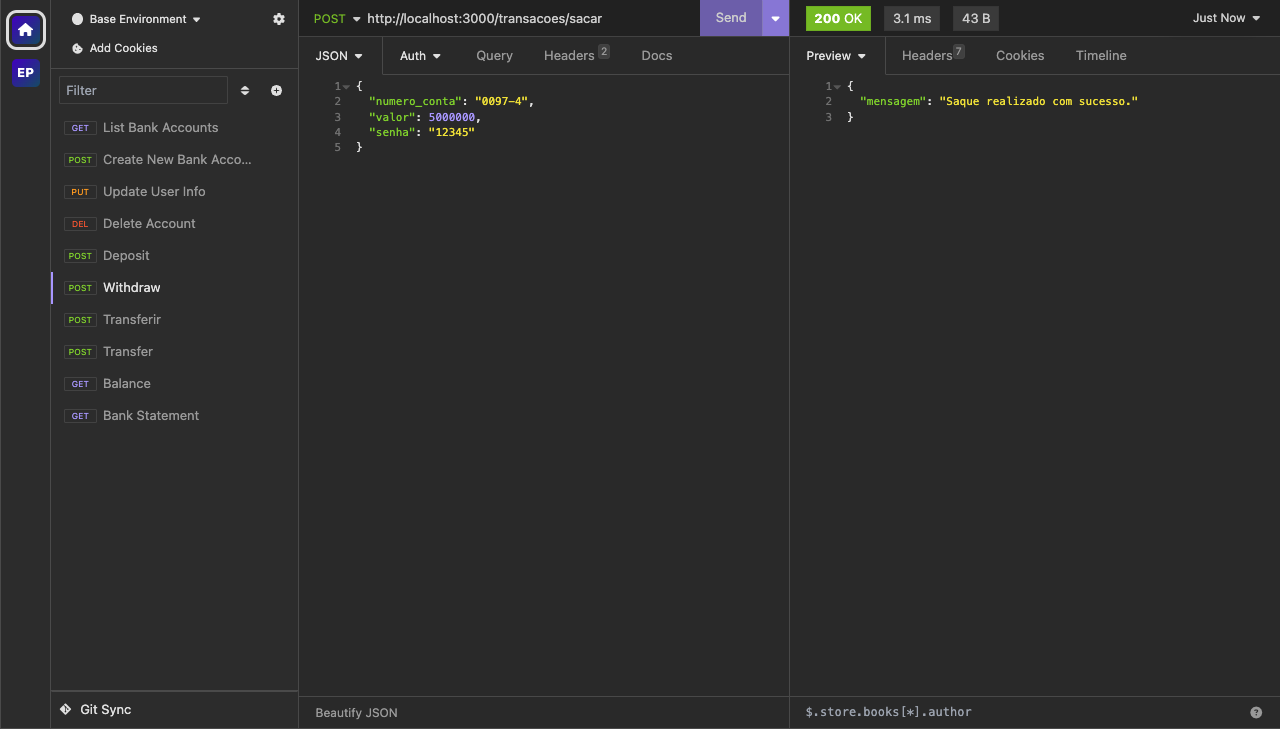 EP
Base Environment
Add Cookies
Filter
GET List Bank Accounts
POST Create New Bank Acco...
PUT Update User Info
DEL Delete Account
POST Deposit
POST Withdraw
POST Transferir
POST Transfer
GET Balance
GET Bank Statement
Git Sync
POST http://localhost:3000/transacoes/sacar Send
JSON Auth Query Headers 2 Docs
1 {
2 "numero_conta": "0097-4",
3 "valor": 5000000,
4 "senha": "12345"
5 }
Beautify JSON
200 OK 3.1 ms 43 B Just Now
Preview Headers 7 Cookies Timeline
1 {
2 "mensagem": "Saque realizado com sucesso."
3 }
$.store.books[*].author ?